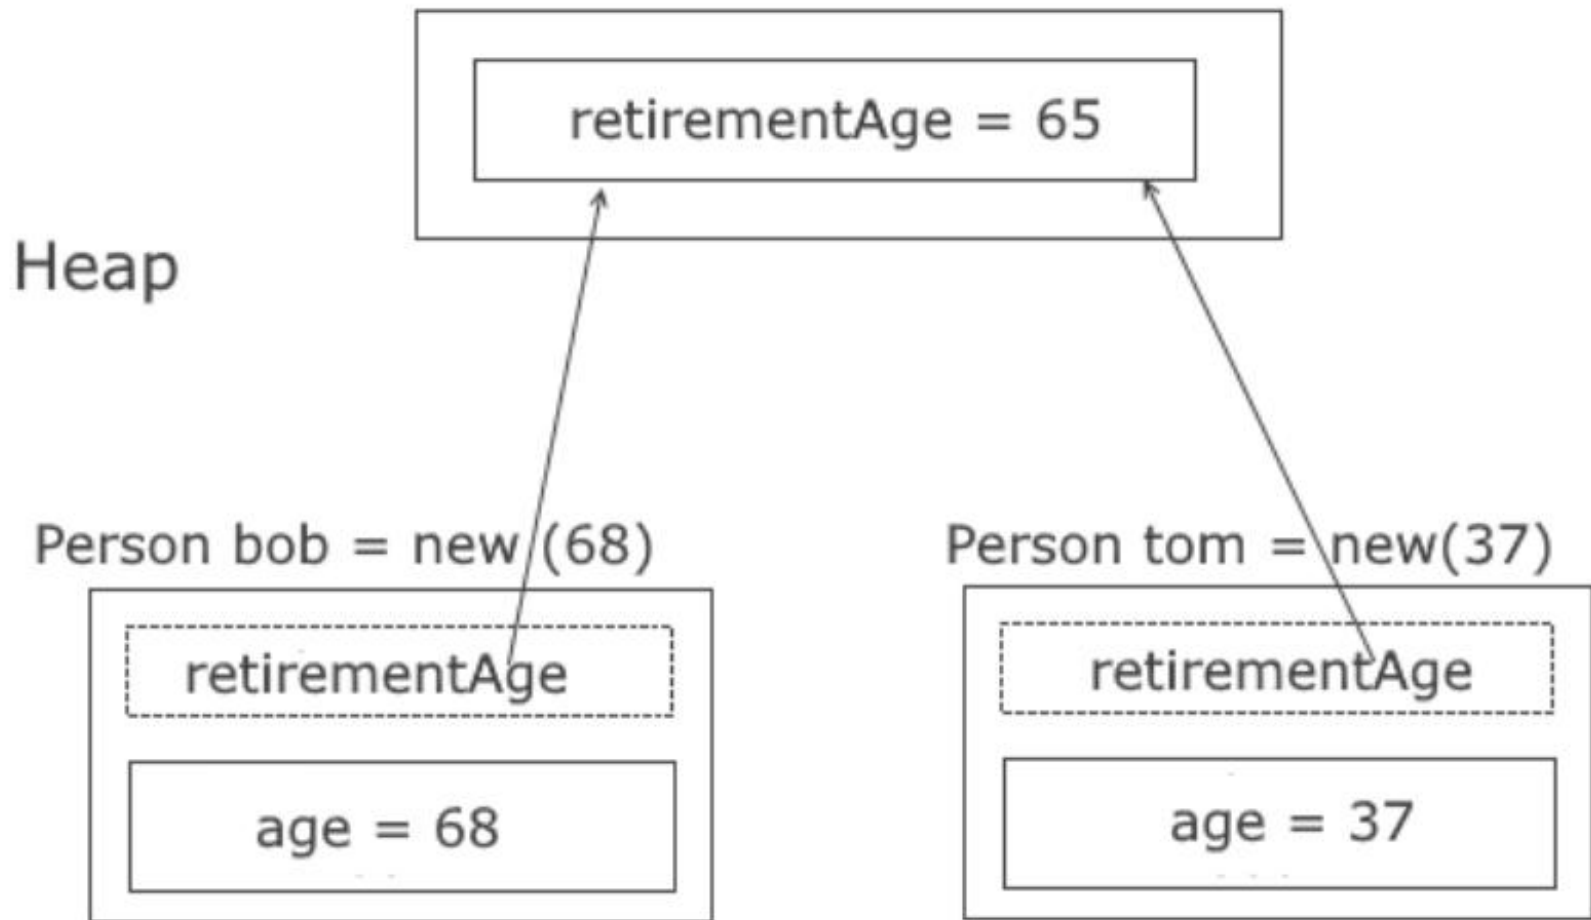 retirementAge = 65
Heap
Person bob = new (68)
Person tom = new(37)
retirementAge
retirementAge
age = 68
age = 37